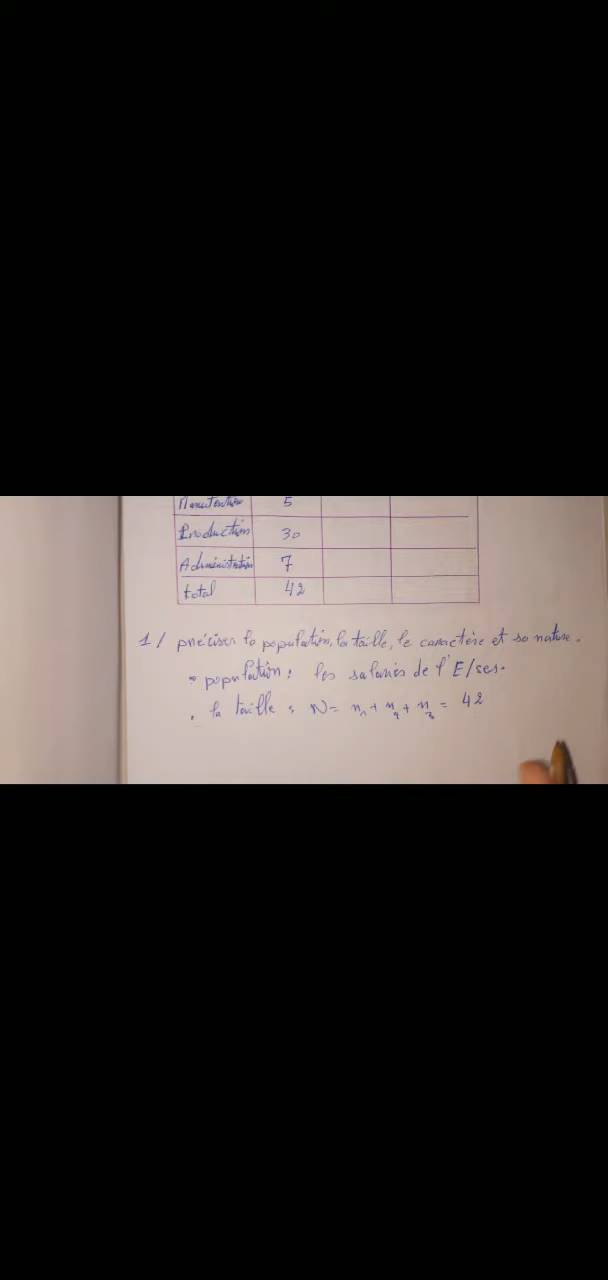 Manutention 5
Production 30
Administration 7
total 42
1/ préciser la population, la taille, le caractère et sa nature.
• population : les salariés de l'E/ses.
• la taille : N = n1 + n2 + n3 = 42